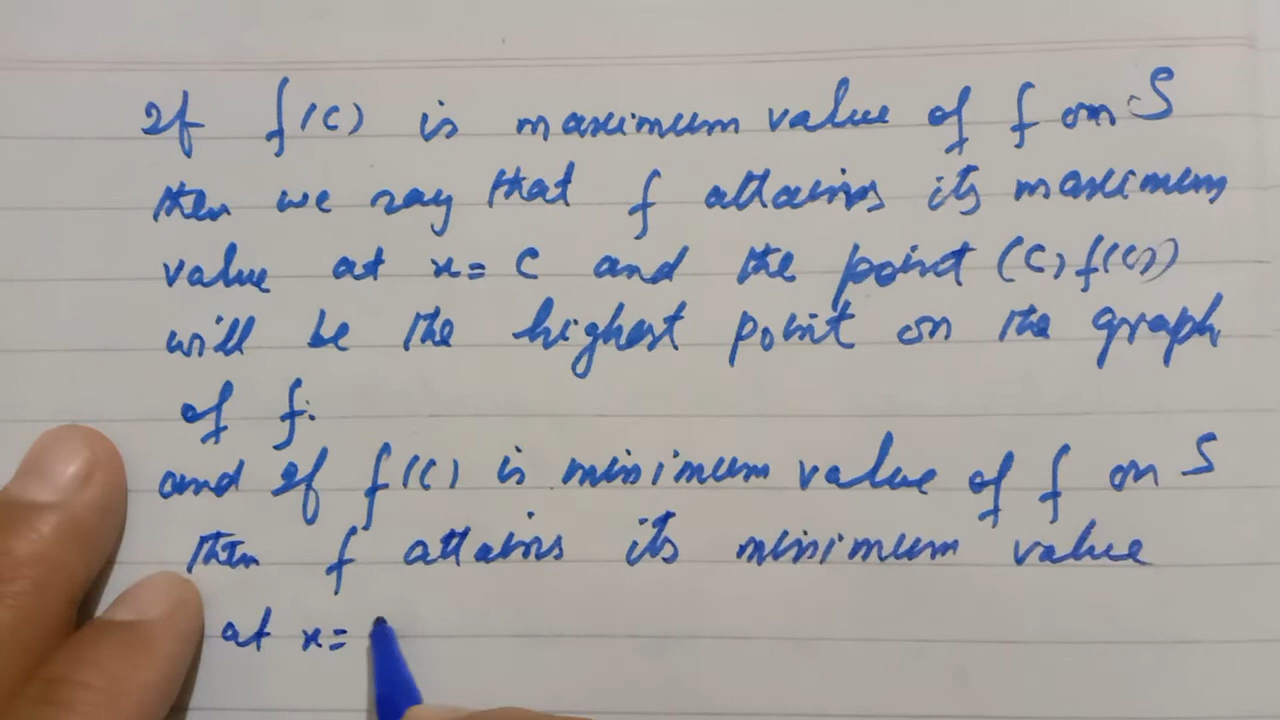 If f(c) is maximum value of f on S
then we say that f attains its maximum
value at x= c and the point (c, f(c))
will be the highest point on the graph
of f.
and If f(c) is minimum value of f on S
then f attains its minimum value
at x=